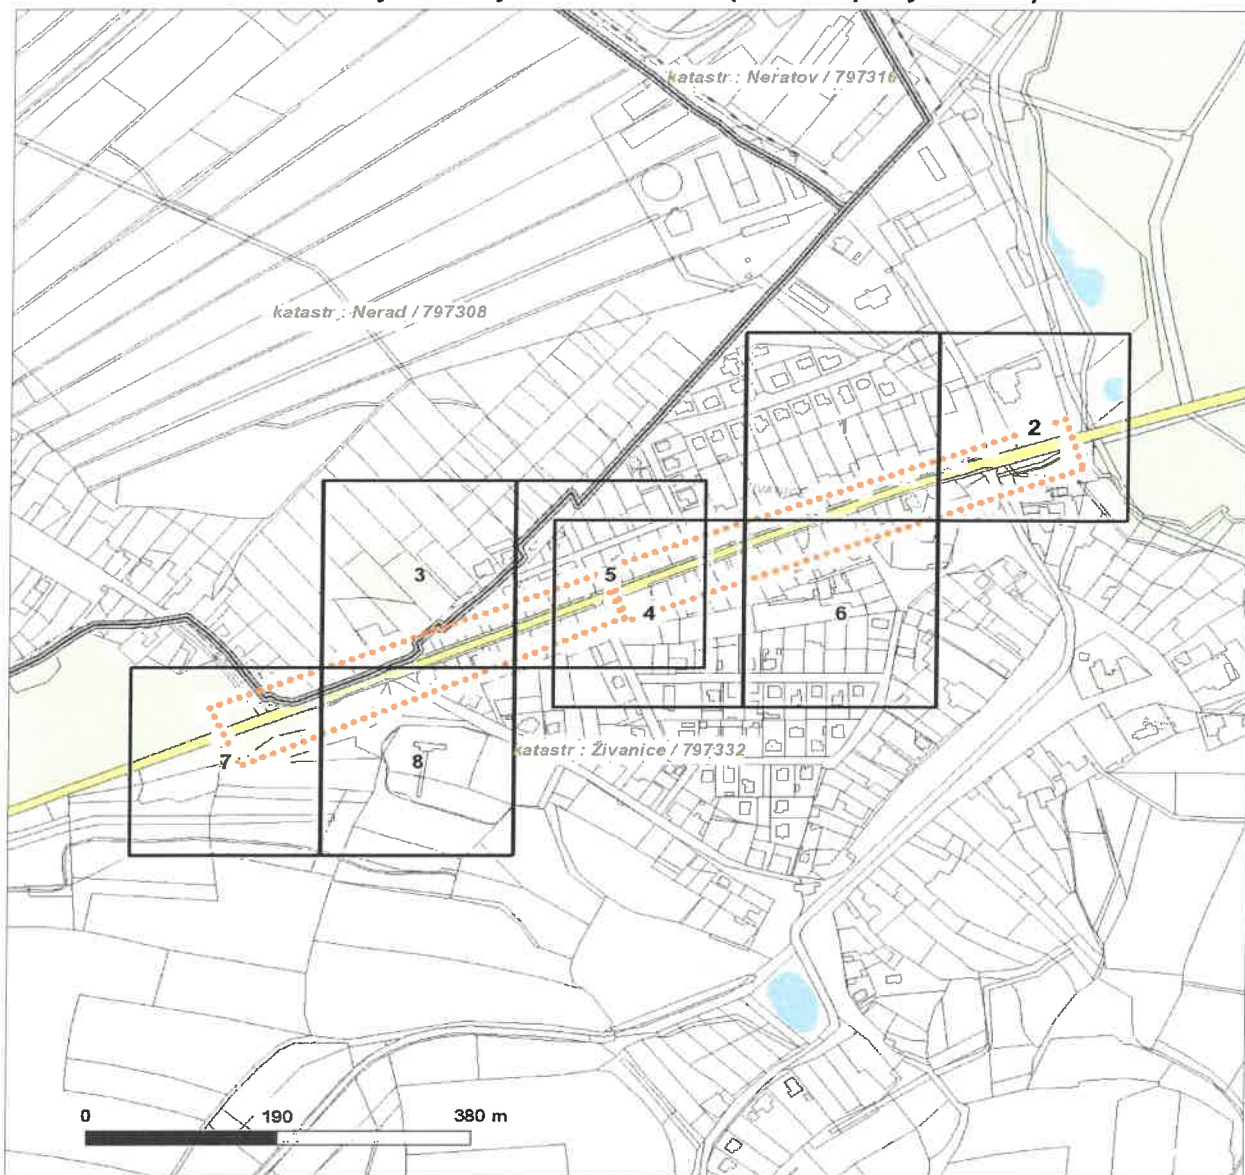 katastr : Neratov / 797316
katastr : Nerad / 797308
1
2
3
5
4
6
katastr : Živanice / 797332
7
8
0
190
380 m